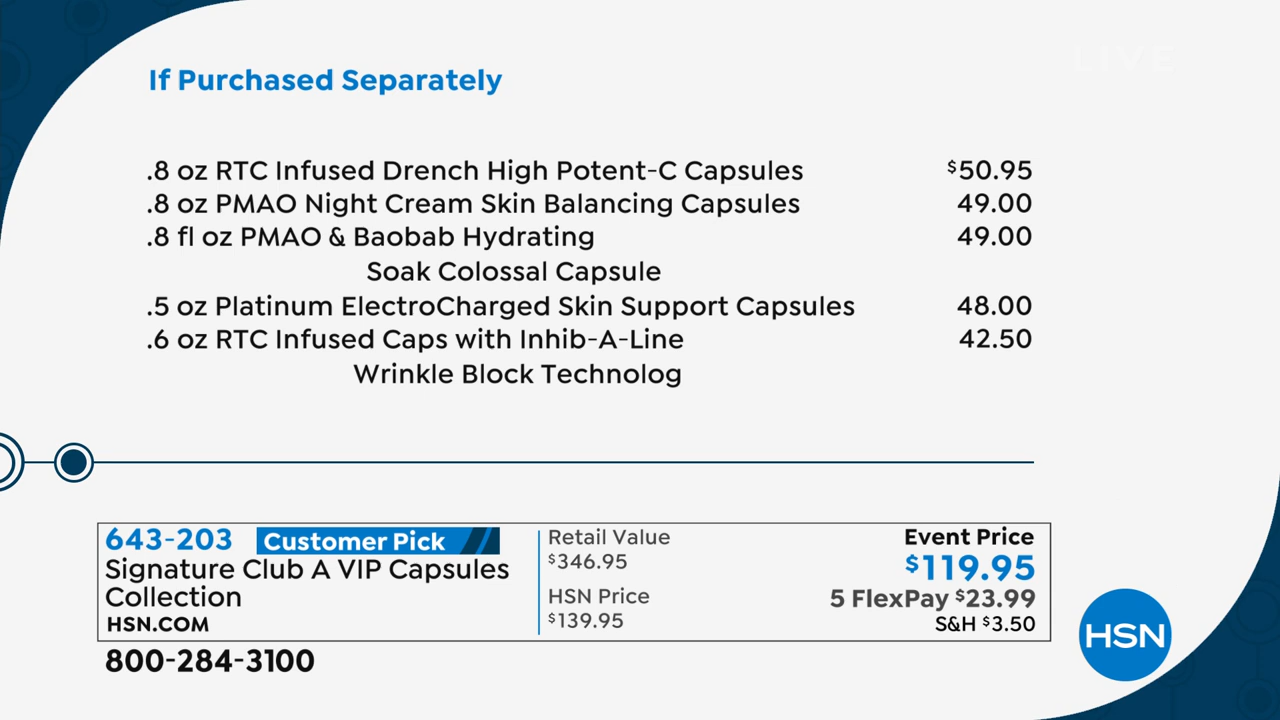 LIVE
If Purchased Separately
.8 oz RTC Infused Drench High Potent-C Capsules $50.95
.8 oz PMAO Night Cream Skin Balancing Capsules 49.00
.8 fl oz PMAO & Baobab Hydrating 49.00
Soak Colossal Capsule
.5 oz Platinum ElectroCharged Skin Support Capsules 48.00
.6 oz RTC Infused Caps with Inhib-A-Line 42.50
Wrinkle Block Technolog
643-203 Customer Pick
Signature Club A VIP Capsules
Collection
HSN.COM
Retail Value
$346.95
HSN Price
$139.95
Event Price
$119.95
5 FlexPay $23.99
S&H $3.50
800-284-3100
HSN